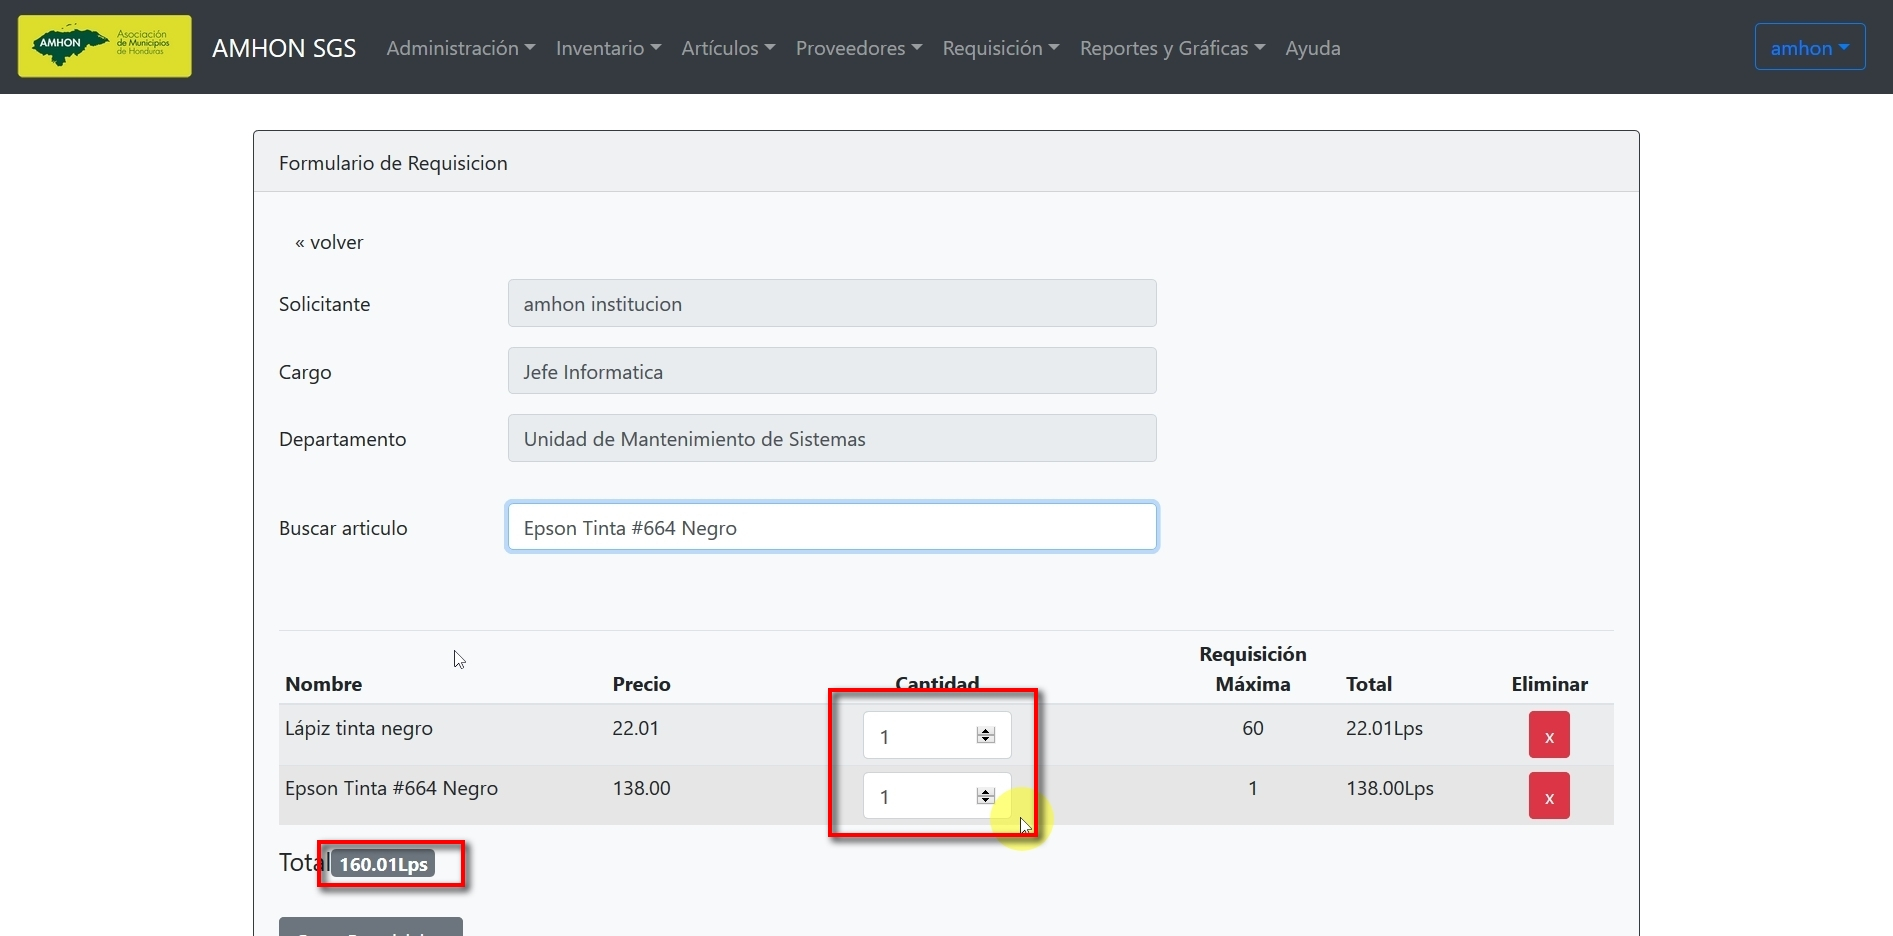 AMHON
Asociación
de Municipios
de Honduras
AMHON SGS Administración Inventario Artículos Proveedores Requisición Reportes y Gráficas Ayuda amhon
Formulario de Requisicion
« volver
Solicitante amhon institucion
Cargo Jefe Informatica
Departamento Unidad de Mantenimiento de Sistemas
Buscar articulo Epson Tinta #664 Negro
Nombre Precio Cantidad Requisición Máxima Total Eliminar
Lápiz tinta negro 22.01 1 60 22.01Lps x
Epson Tinta #664 Negro 138.00 1 1 138.00Lps x
Total 160.01Lps